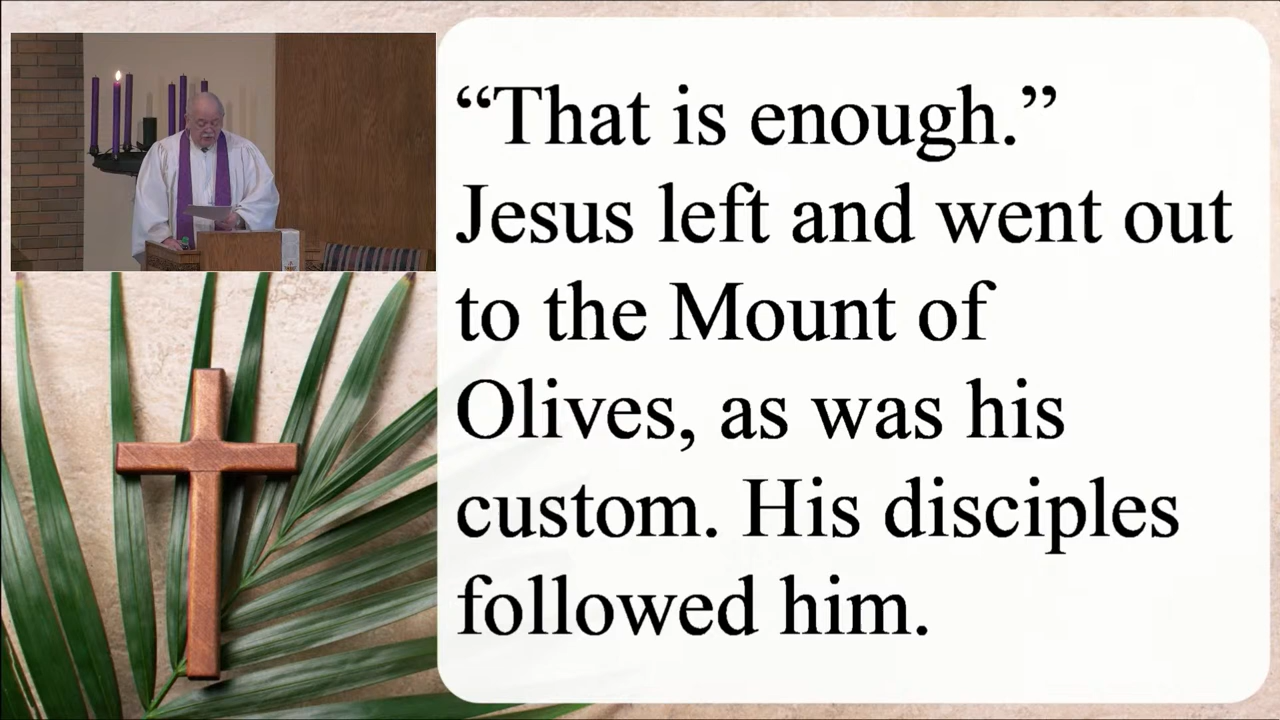 “That is enough.”
Jesus left and went out
to the Mount of
Olives, as was his
custom. His disciples
followed him.